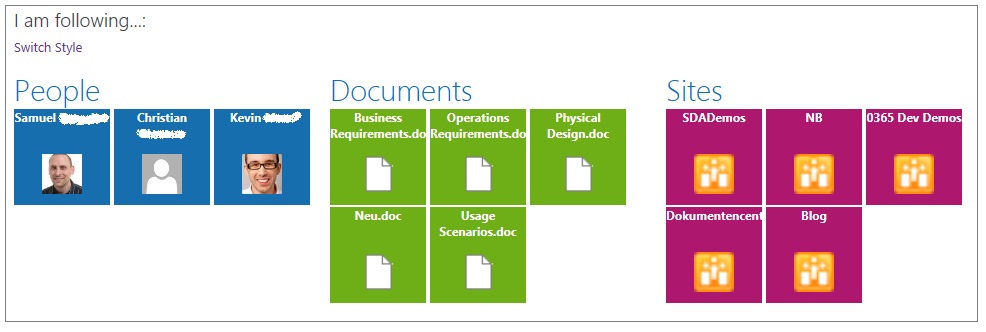 I am following...:
Switch Style
People
Documents
Sites
Samuel
Christian
Kevin
Business
Requirements.do
Operations
Requirements.do
Physical
Design.doc
SDADemos
NB
O365 Dev Demos
Neu.doc
Usage
Scenarios.doc
Dokumentencent
Blog